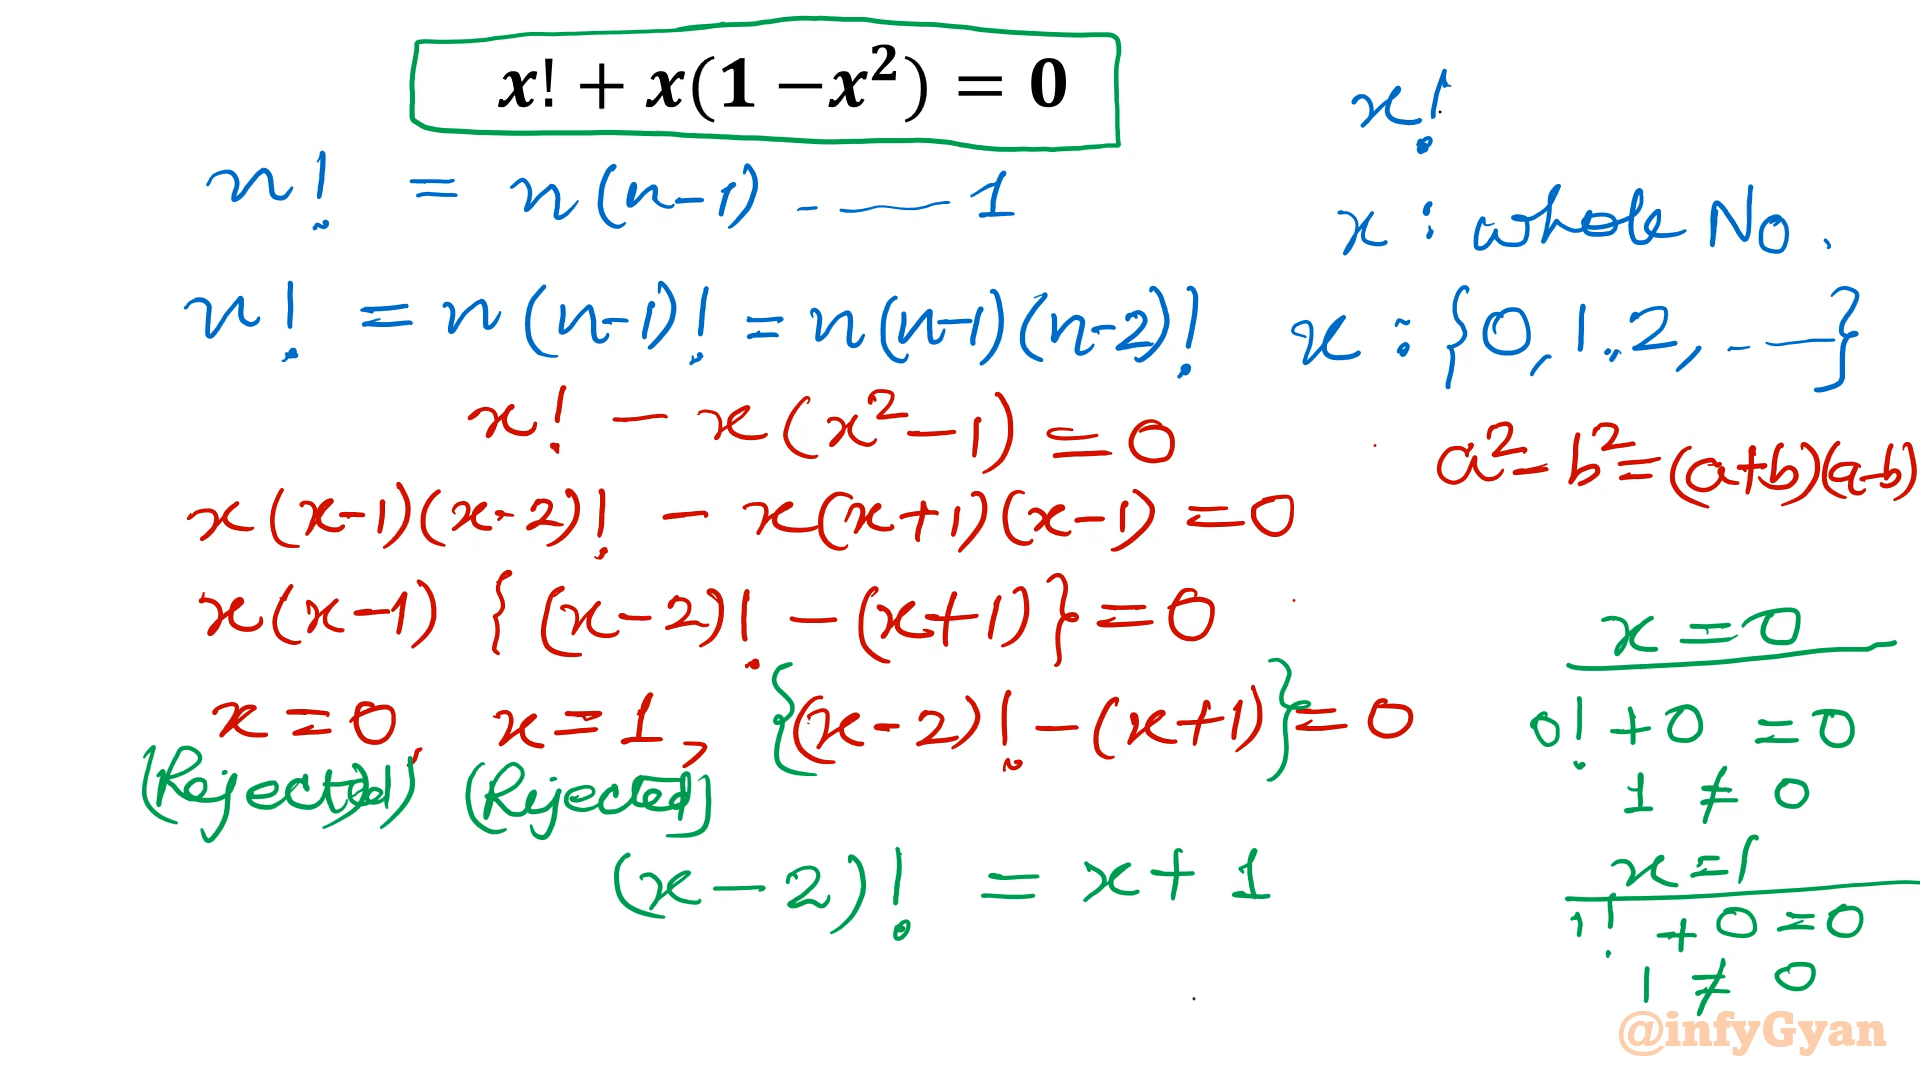 x! + x(1 − x²) = 0
x!
n! = n(n-1) - — 1
x : whole No.
n! = n(n-1)! = n(n-1)(n-2)!
x : {0, 1, 2, - —}
x! - x(x² - 1) = 0
a² - b² = (a+b)(a-b)
x(x-1)(x-2)! - x(x+1)(x-1) = 0
x(x-1) {(x-2)! - (x+1)} = 0
x = 0, x = 1, {(x-2)! - (x+1)} = 0
(Rejected) (Rejected)
(x-2)! = x+1
x = 0
0! + 0 = 0
1 ≠ 0
x = 1
1! + 0 = 0
1 ≠ 0
@infyGyan